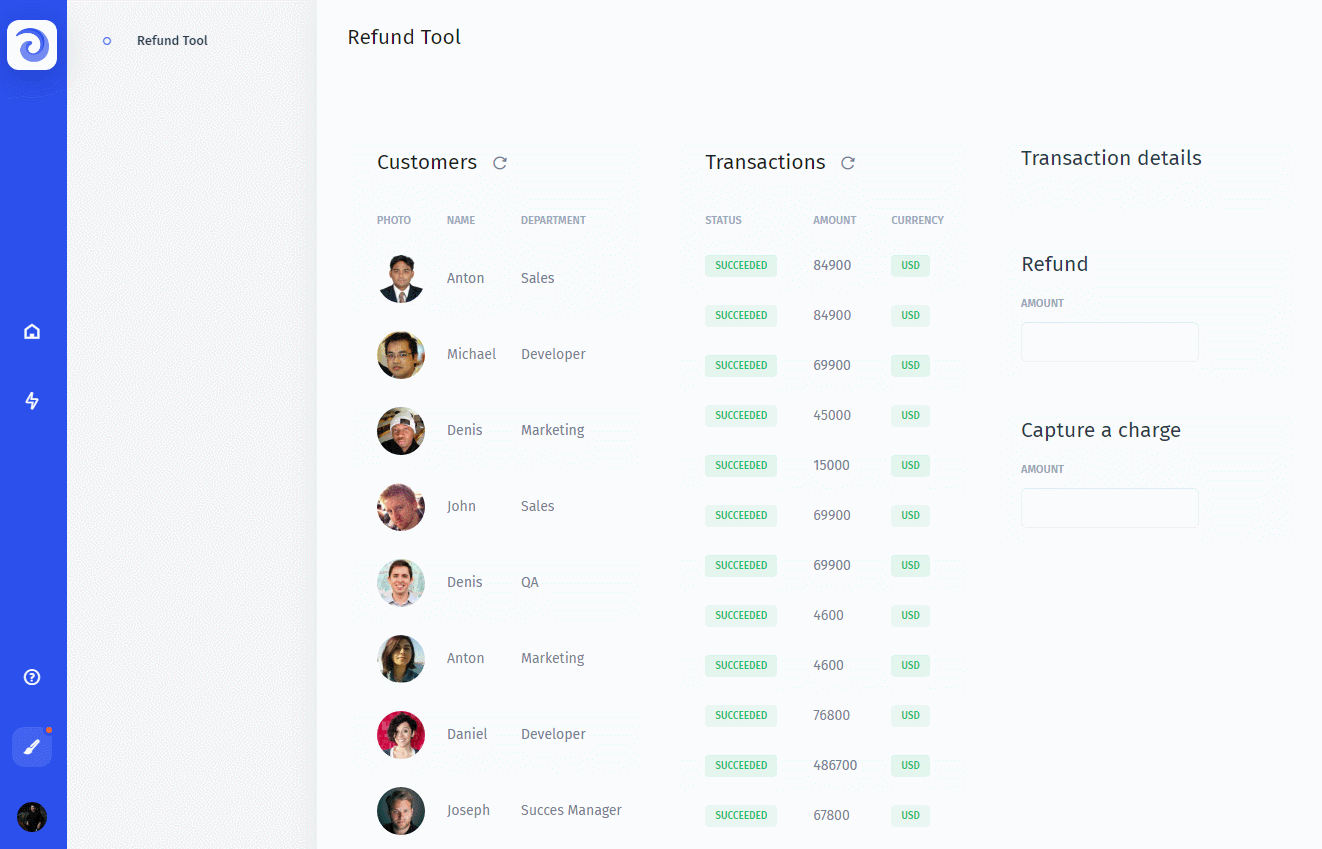 Refund Tool
Refund Tool
Customers
PHOTO NAME DEPARTMENT
Anton Sales
Michael Developer
Denis Marketing
John Sales
Denis QA
Anton Marketing
Daniel Developer
Joseph Succes Manager
Transactions
STATUS AMOUNT CURRENCY
SUCCEEDED 84900 USD
SUCCEEDED 84900 USD
SUCCEEDED 69900 USD
SUCCEEDED 45000 USD
SUCCEEDED 15000 USD
SUCCEEDED 69900 USD
SUCCEEDED 69900 USD
SUCCEEDED 4600 USD
SUCCEEDED 4600 USD
SUCCEEDED 76800 USD
SUCCEEDED 486700 USD
SUCCEEDED 67800 USD
Transaction details
Refund
AMOUNT
Capture a charge
AMOUNT